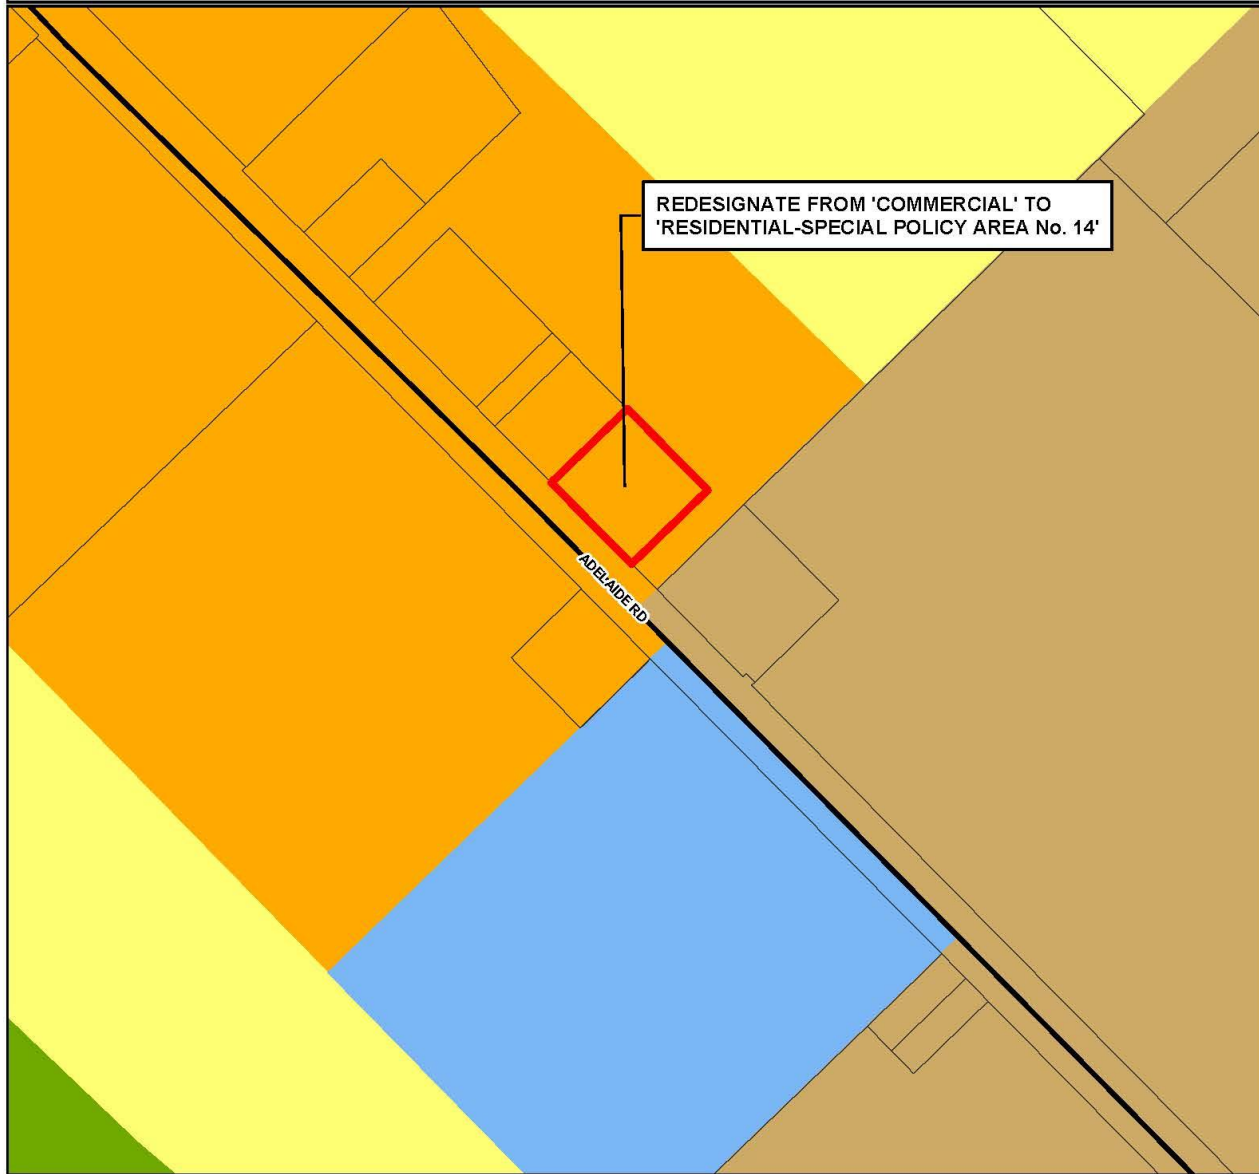 REDESIGNATE FROM 'COMMERCIAL' TO
'RESIDENTIAL-SPECIAL POLICY AREA No. 14'
ADELAIDE RD